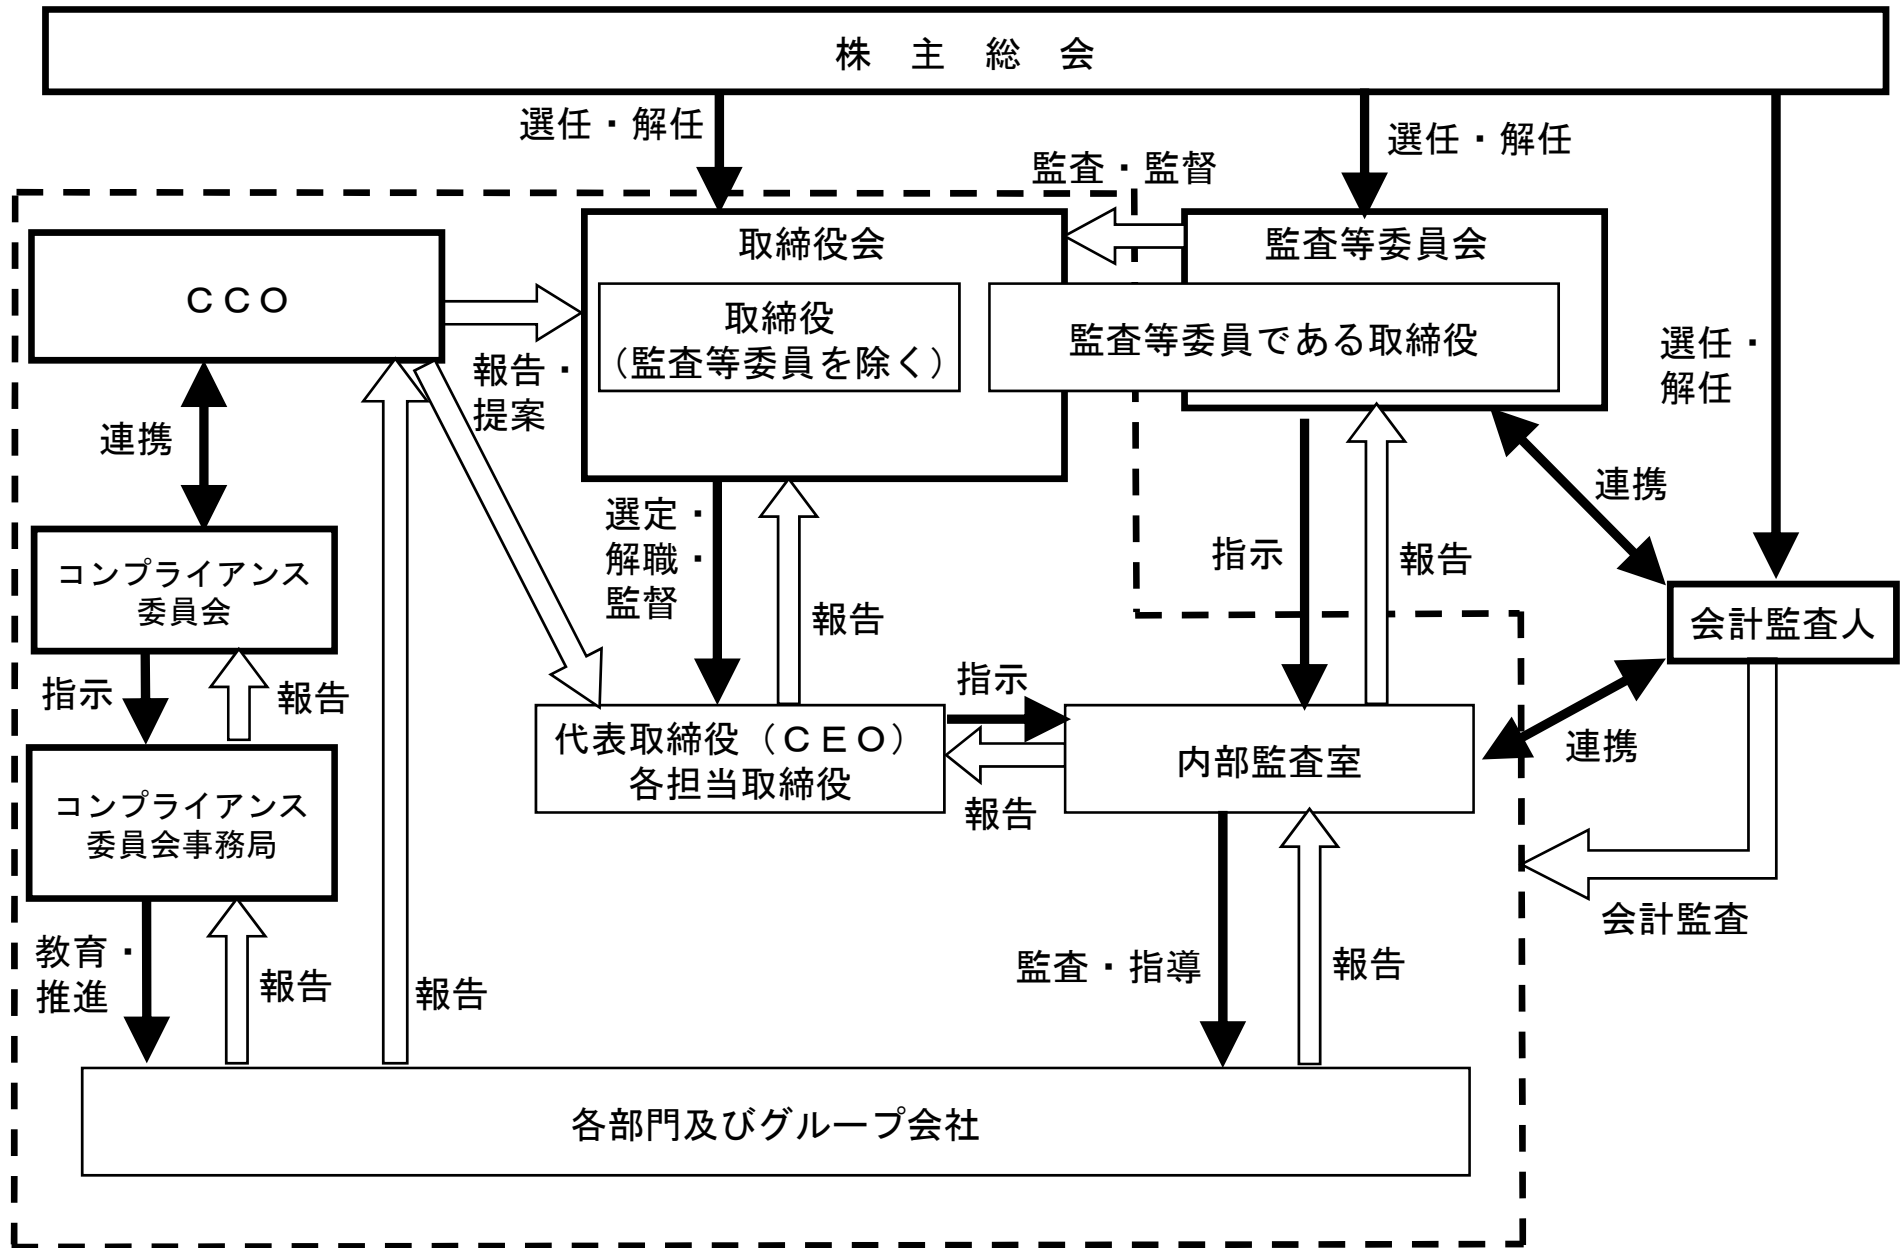 株　主　総　会
選任・解任
選任・解任
監査・監督
取締役会
監査等委員会
ＣＣＯ
取締役
（監査等委員を除く）
監査等委員である取締役
選任・
解任
報告・
提案
連携
連携
選定・
解職・
監督
指示
報告
コンプライアンス
委員会
報告
会計監査人
指示
報告
指示
代表取締役（ＣＥＯ）
各担当取締役
内部監査室
連携
報告
コンプライアンス
委員会事務局
会計監査
教育・
推進
報告
報告
監査・指導
報告
各部門及びグループ会社